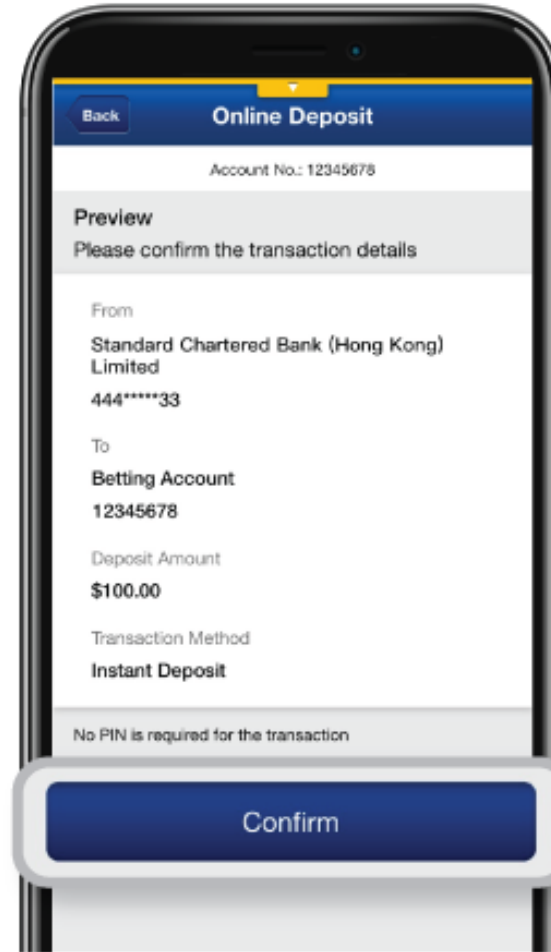 Back
Online Deposit
Account No.: 12345678
Preview
Please confirm the transaction details
From
Standard Chartered Bank (Hong Kong)
Limited
444*****33
To
Betting Account
12345678
Deposit Amount
$100.00
Transaction Method
Instant Deposit
No PIN is required for the transaction
Confirm